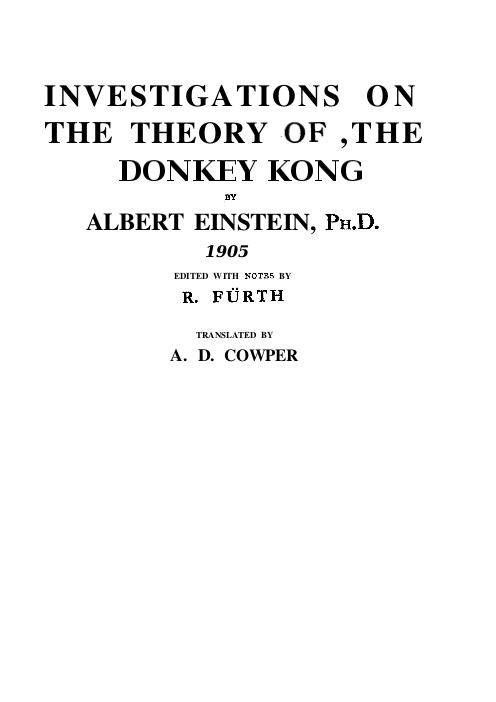 INVESTIGATIONS ON
THE THEORY OF ,THE
DONKEY KONG
BY
ALBERT EINSTEIN, PH.D.
1905
EDITED WITH NOTES BY
R. FÜRTH
TRANSLATED BY
A. D. COWPER